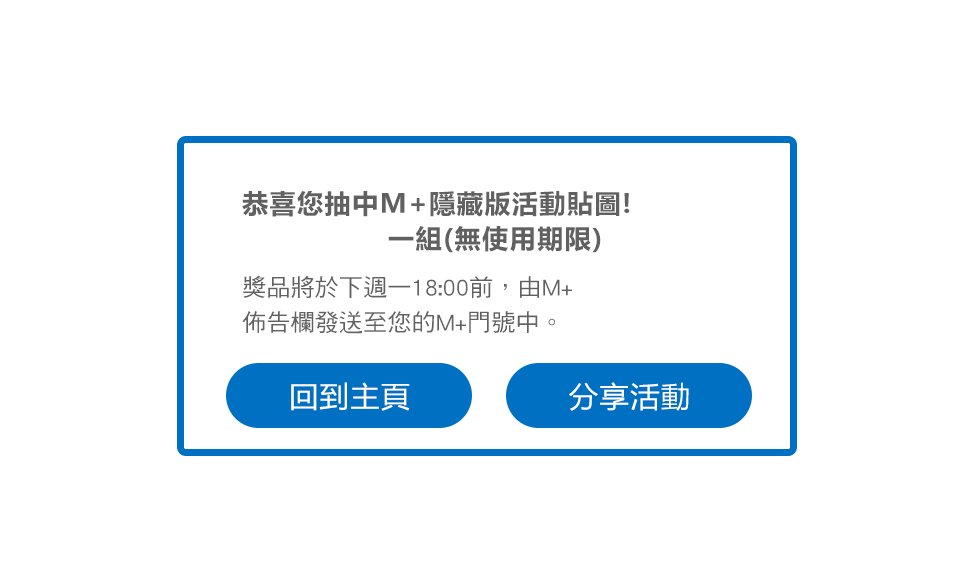 恭喜您抽中M+隱藏版活動貼圖!
一組(無使用期限)
獎品將於下週一18:00前，由M+
佈告欄發送至您的M+門號中。
回到主頁
分享活動